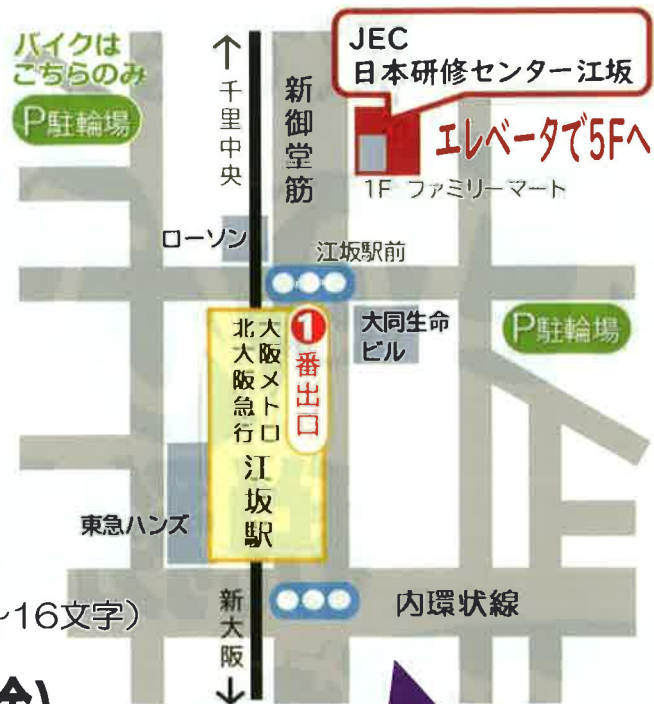 バイクは
こちらのみ
P駐輪場
↑
千里中央
新御堂筋
JEC
日本研修センター江坂
エレベータで5Fへ
1F ファミリーマート
ローソン
江坂駅前
大阪メトロ
北大阪急行
江坂駅
1番出口
大同生命
ビル
P駐輪場
東急ハンズ
~16文字）
新大阪
↓
内環状線